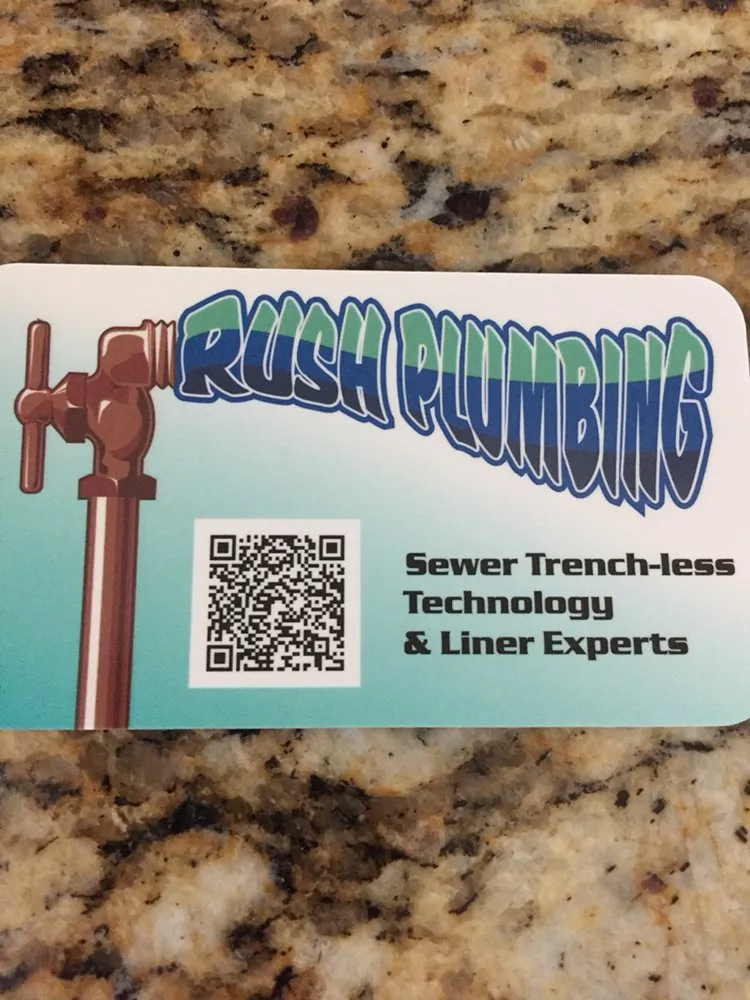 RUSH PLUMBING
Sewer Trench-less
Technology
& Liner Experts